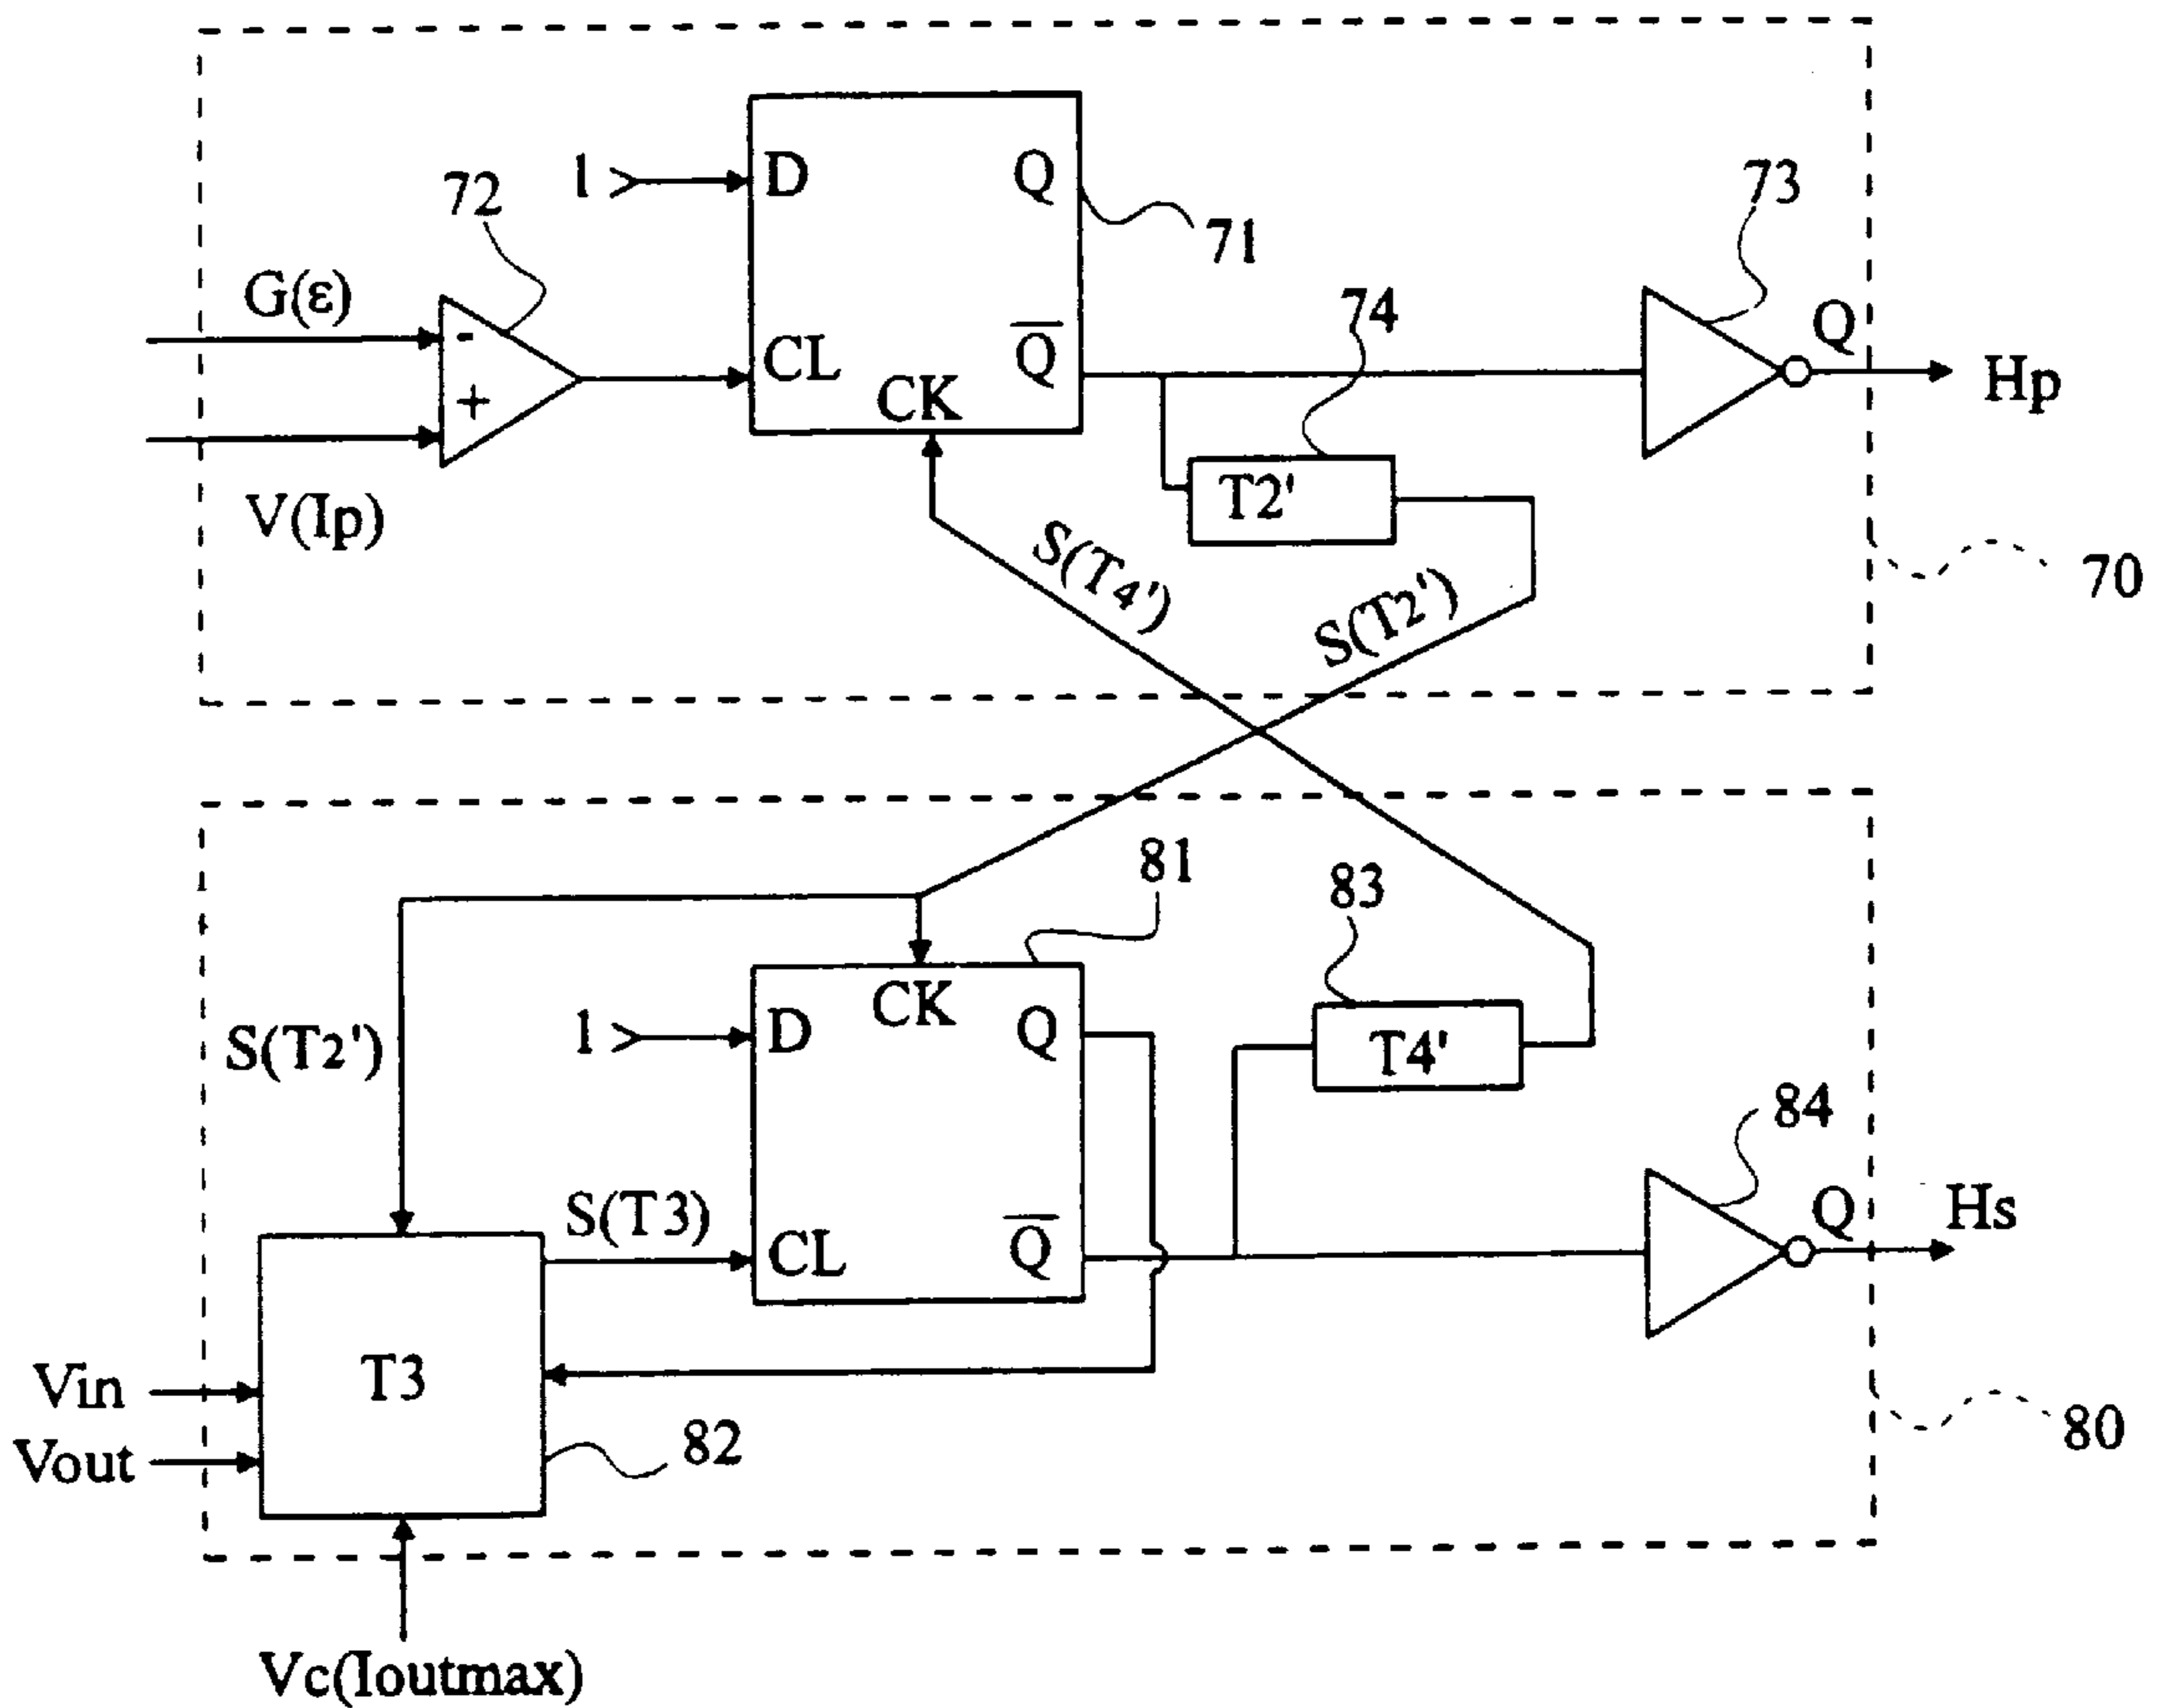 1
D
Q
72
73
71
G(ε)
74
Q
-
CL
Q
Hp
CK
+
V(Ip)
T2'
S(T4')
S(T2')
70
81
83
CK
1
D
Q
S(T2')
T4'
84
S(T3)
Q
Hs
CL
Q
T3
Vin
82
80
Vout
Vc(Ioutmax)